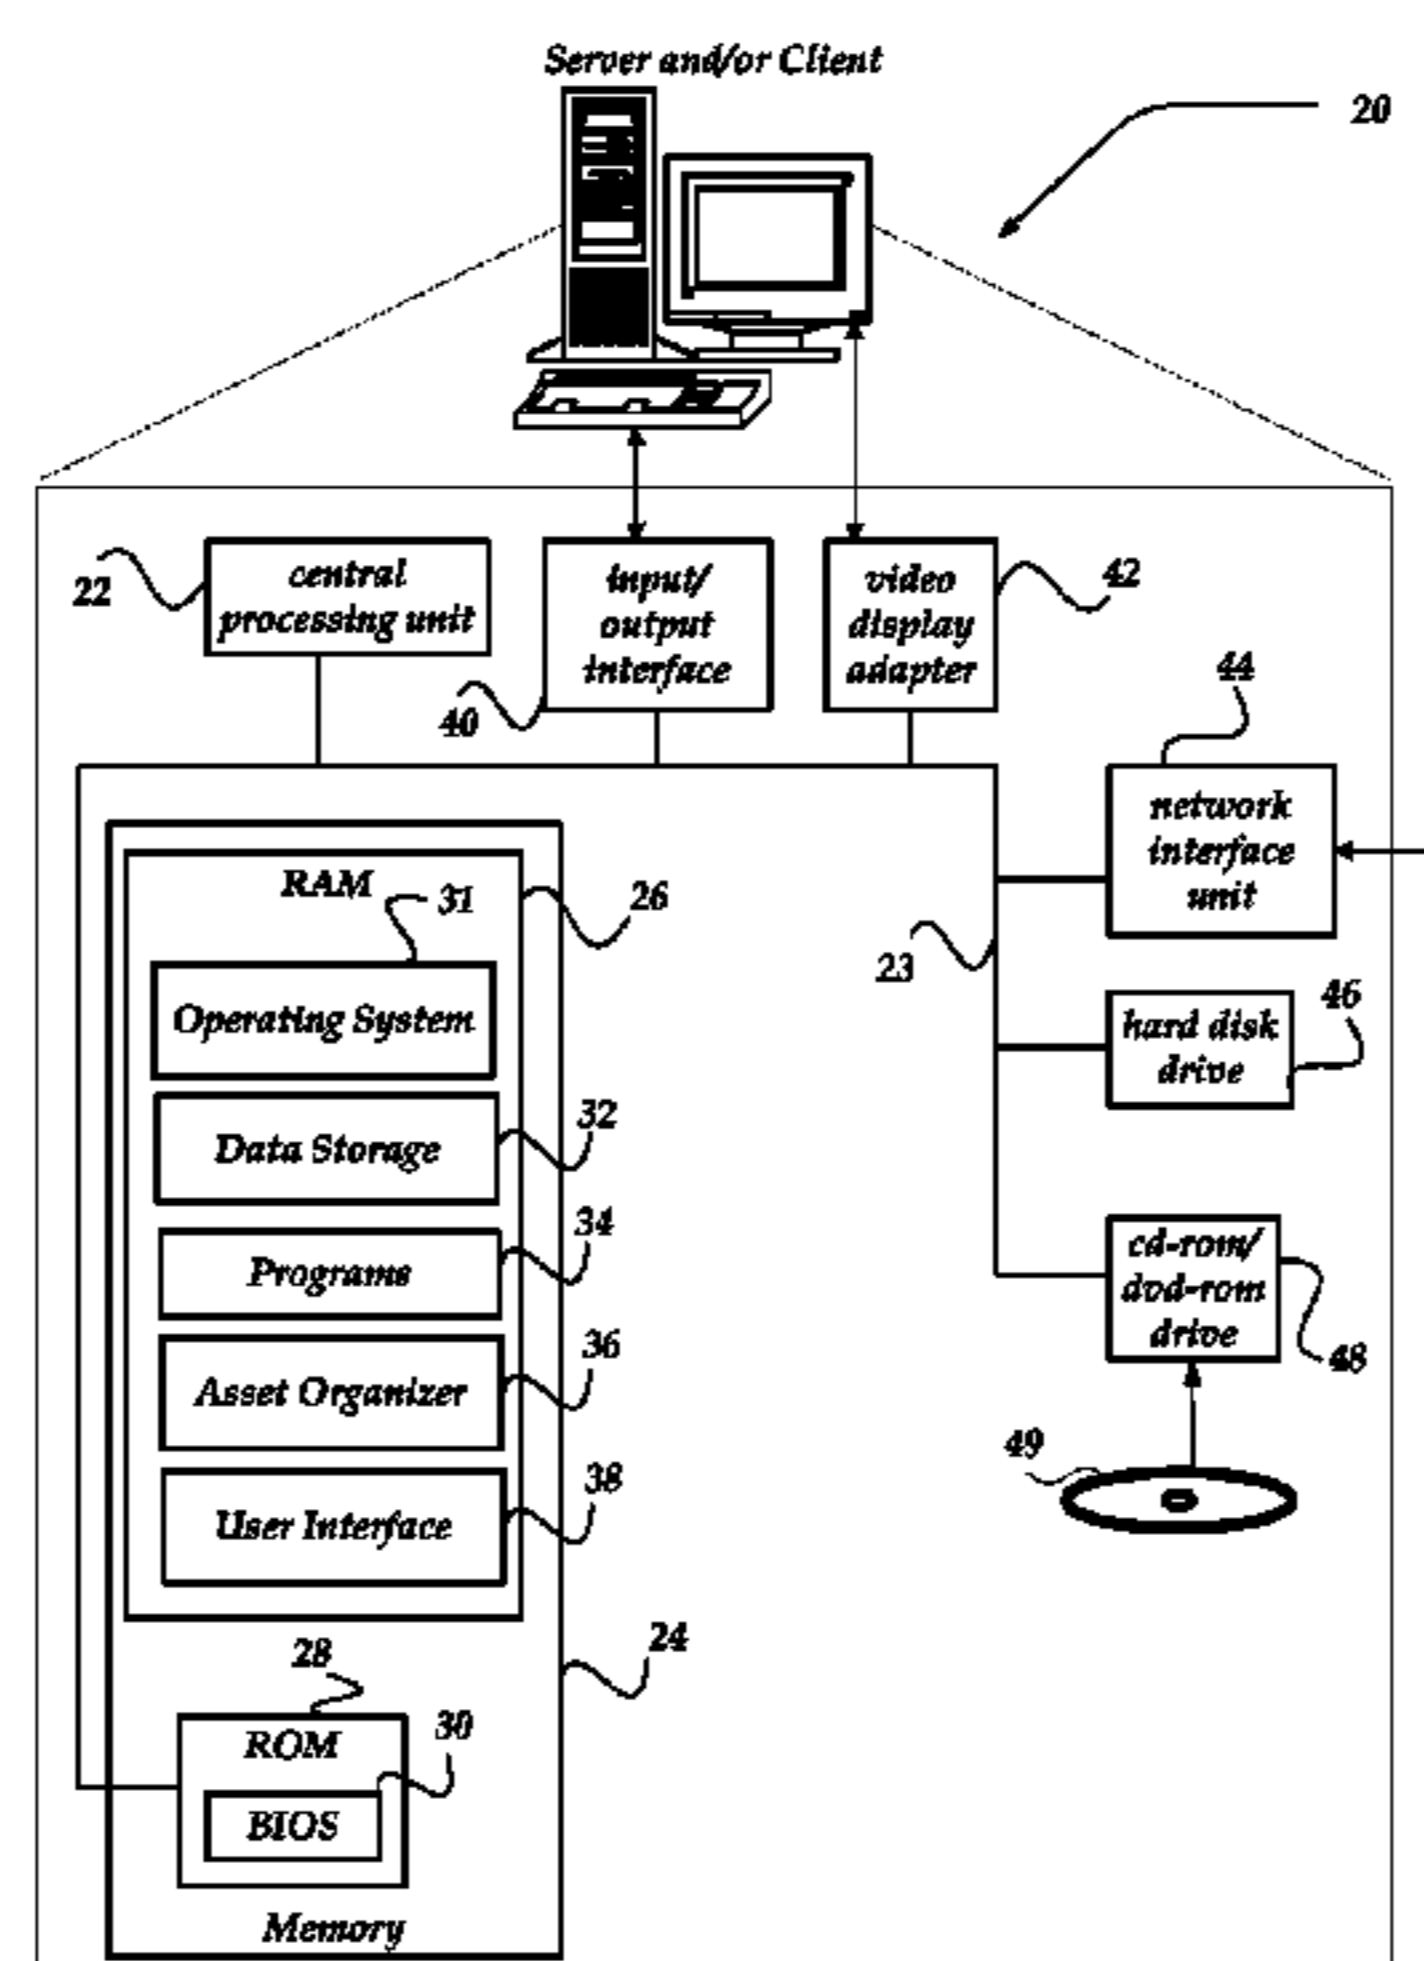 Server and/or Client
20
22
central
processing unit
input/
output
interface
40
video
display
adapter
42
44
network
interface
unit
23
RAM
31
26
Operating System
hard disk
drive
46
Data Storage
32
Programs
34
cd-rom/
dvd-rom
drive
48
Asset Organizer
36
49
User Interface
38
24
28
ROM
30
BIOS
Memory